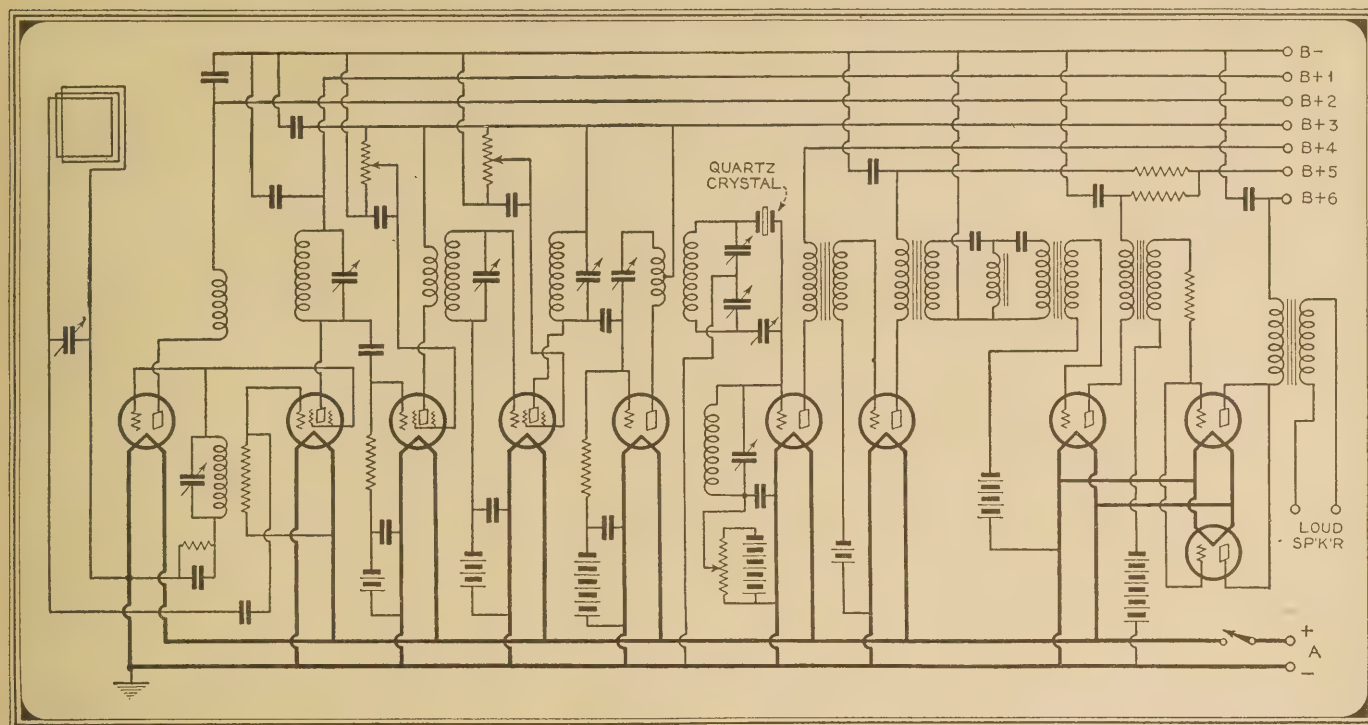 B-
B+1
B+2
B+3
B+4
B+5
B+6
QUARTZ
CRYSTAL
LOUD
SP'K'R
+
A
-